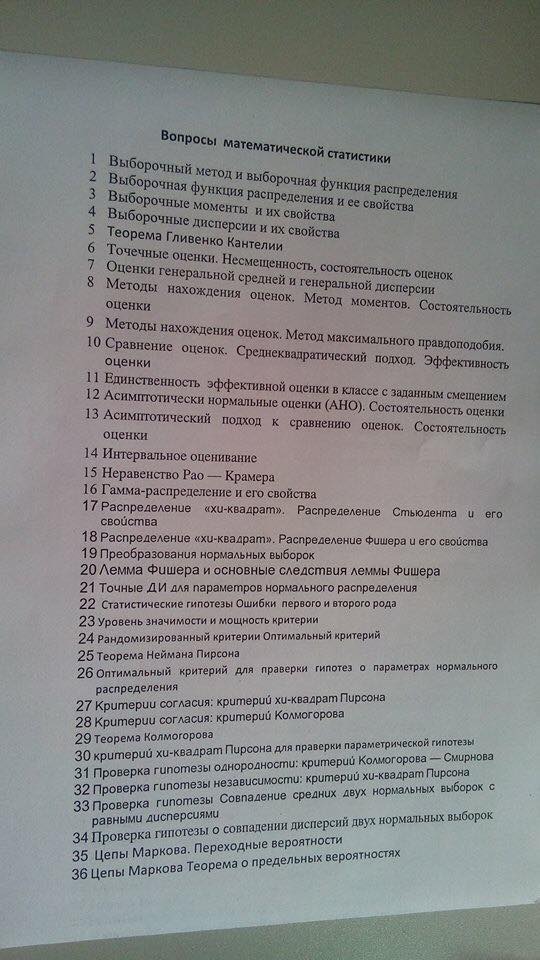 Вопросы математической статистики
1 Выборочный метод и выборочная функция распределения
2 Выборочная функция распределения и ее свойства
3 Выборочные моменты и их свойства
4 Выборочные дисперсии и их свойства
5 Теорема Гливенко Кантелии
6 Точечные оценки. Несмещенность, состоятельность оценок
7 Оценки генеральной средней и генеральной дисперсии
8 Методы нахождения оценок. Метод моментов. Состоятельность
оценки
9 Методы нахождения оценок. Метод максимального правдоподобия.
10 Сравнение оценок. Среднеквадратический подход. Эффективность
оценки
11 Единственность эффективной оценки в классе с заданным смещением
12 Асимптотически нормальные оценки (АНО). Состоятельность оценки
13 Асимптотический подход к сравнению оценок. Состоятельность
оценки
14 Интервальное оценивание
15 Неравенство Рао — Крамера
16 Гамма-распределение и его свойства
17 Распределение «хи-квадрат». Распределение Стьюдента и его
свойства
18 Распределение «хи-квадрат». Распределение Фишера и его свойства
19 Преобразования нормальных выборок
20 Лемма Фишера и основные следствия леммы Фишера
21 Точные ДИ для параметров нормального распределения
22 Статистические гипотезы Ошибки первого и второго рода
23 Уровень значимости и мощность критерии
24 Рандомизированный критерии Оптимальный критерий
25 Теорема Неймана Пирсона
26 Оптимальный критерий для проверки гипотез о параметрах нормального
распределения
27 Критерии согласия: критерий хи-квадрат Пирсона
28 Критерии согласия: критерий Колмогорова
29 Теорема Колмогорова
30 критерий хи-квадрат Пирсона для проверки параметрической гипотезы
31 Проверка гипотезы однородности: критерий Колмогорова — Смирнова
32 Проверка гипотезы независимости: критерий хи-квадрат Пирсона
33 Проверка гипотезы Совпадение средних двух нормальных выборок с
равными дисперсиями
34 Проверка гипотезы о совпадении дисперсий двух нормальных выборок
35 Цепы Маркова. Переходные вероятности
36 Цепы Маркова Теорема о предельных вероятностях